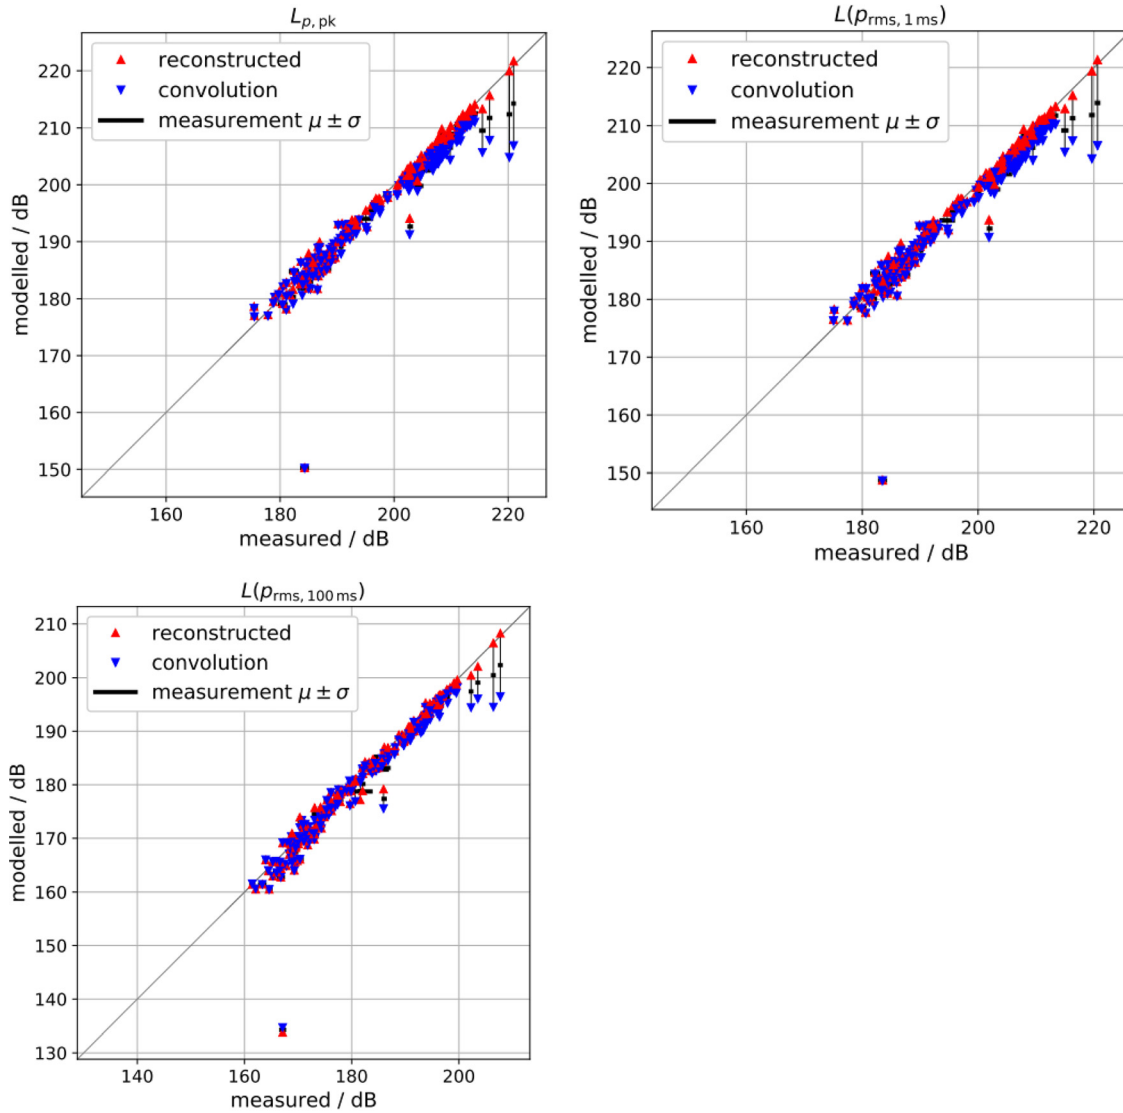 L_{p, pk}
reconstructed
convolution
measurement μ ± σ
220
210
200
190
180
170
160
150
160 180 200 220
modelled / dB
measured / dB
L(p_{rms, 1 ms})
reconstructed
convolution
measurement μ ± σ
220
210
200
190
180
170
160
150
160 180 200 220
modelled / dB
measured / dB
L(p_{rms, 100 ms})
reconstructed
convolution
measurement μ ± σ
210
200
190
180
170
160
150
140
130
140 160 180 200
modelled / dB
measured / dB